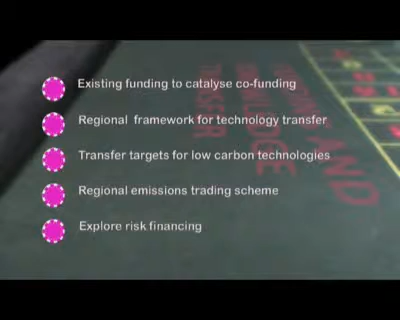 Existing funding to catalyse co-funding
Regional framework for technology transfer
Transfer targets for low carbon technologies
Regional emissions trading scheme
Explore risk financing